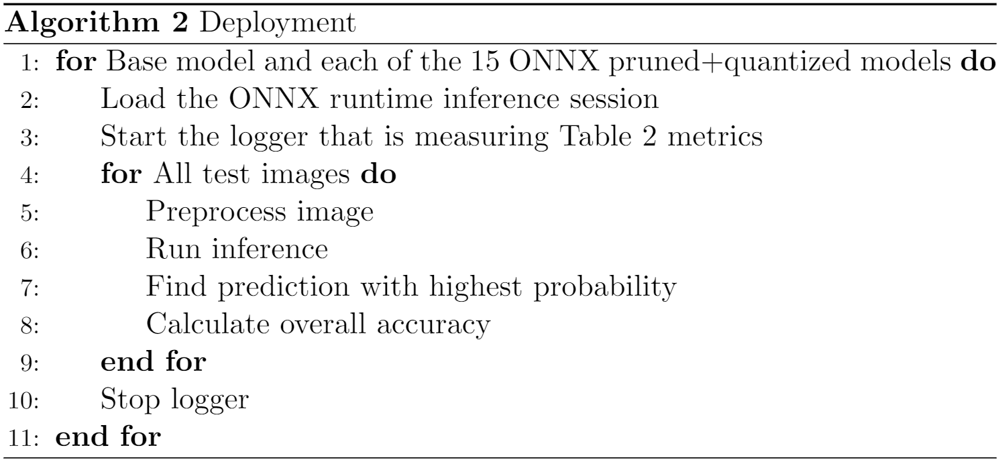 Algorithm 2 Deployment
1: for Base model and each of the 15 ONNX pruned+quantized models do
2: Load the ONNX runtime inference session
3: Start the logger that is measuring Table 2 metrics
4: for All test images do
5: Preprocess image
6: Run inference
7: Find prediction with highest probability
8: Calculate overall accuracy
9: end for
10: Stop logger
11: end for